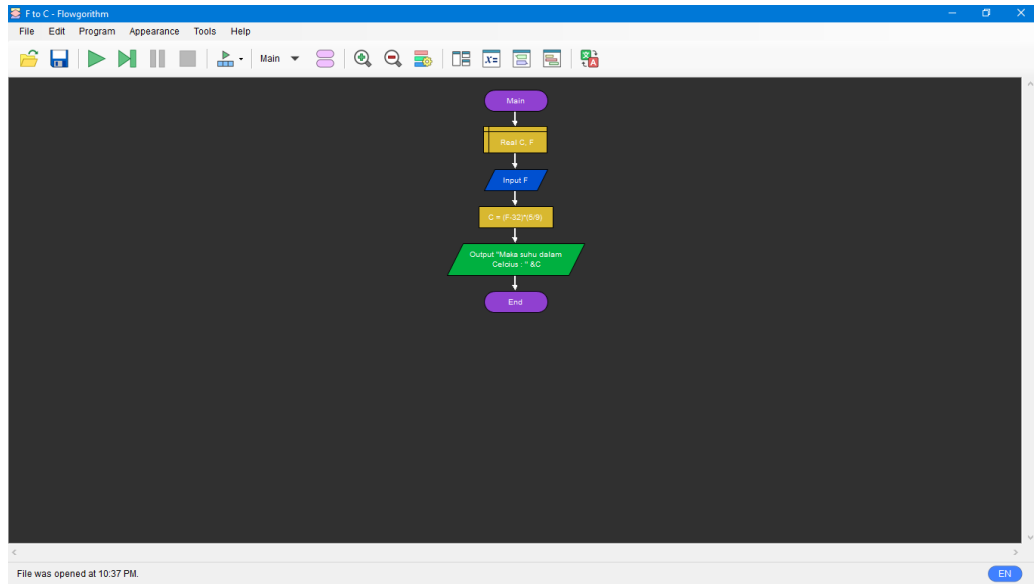 F to C - Flowgorithm
File Edit Program Appearance Tools Help
Main
X=
Main
Real C, F
Input F
C = (F-32)*(5/9)
Output "Maka suhu dalam
Celcius : " &C
End
File was opened at 10:37 PM.
EN